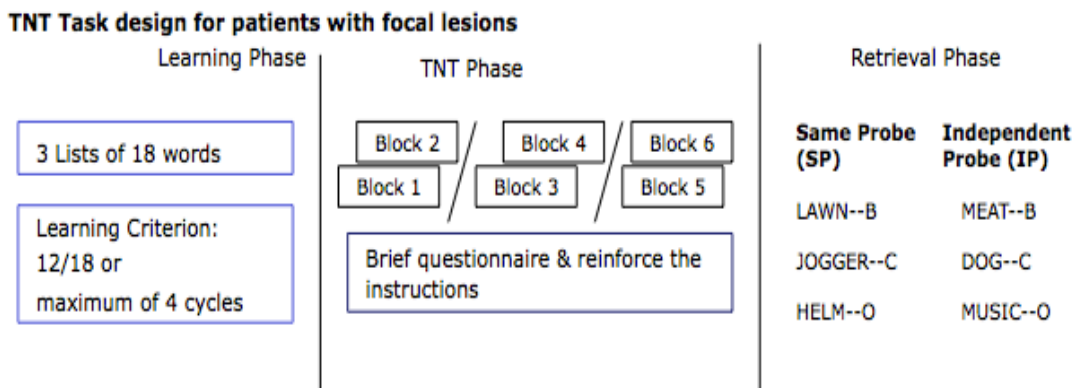 TNT Task design for patients with focal lesions
Learning Phase
3 Lists of 18 words
Learning Criterion:
12/18 or
maximum of 4 cycles
TNT Phase
Block 2
Block 4
Block 6
Block 1
Block 3
Block 5
Brief questionnaire & reinforce the
instructions
Retrieval Phase
Same Probe
(SP)
Independent
Probe (IP)
LAWN--B
MEAT--B
JOGGER--C
DOG--C
HELM--O
MUSIC--O